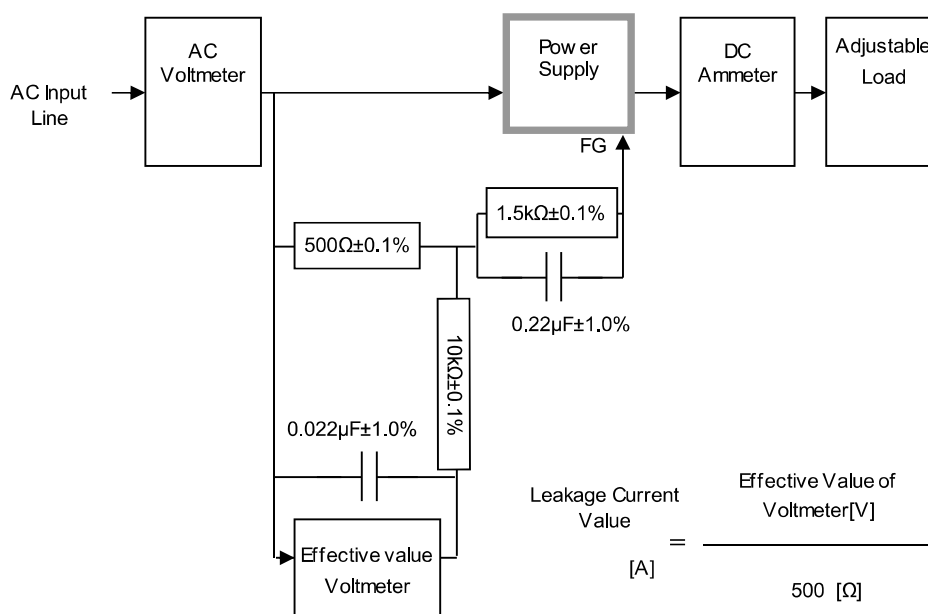 AC
Voltmeter
Power
Supply
DC
Ammeter
Adjustable
Load
AC Input
Line
FG
1.5kΩ±0.1%
500Ω±0.1%
0.22µF±1.0%
10kΩ±0.1%
0.022µF±1.0%
Effective value
Voltmeter
Leakage Current
Value
[A]
=
Effective Value of
Voltmeter[V]
500 [Ω]